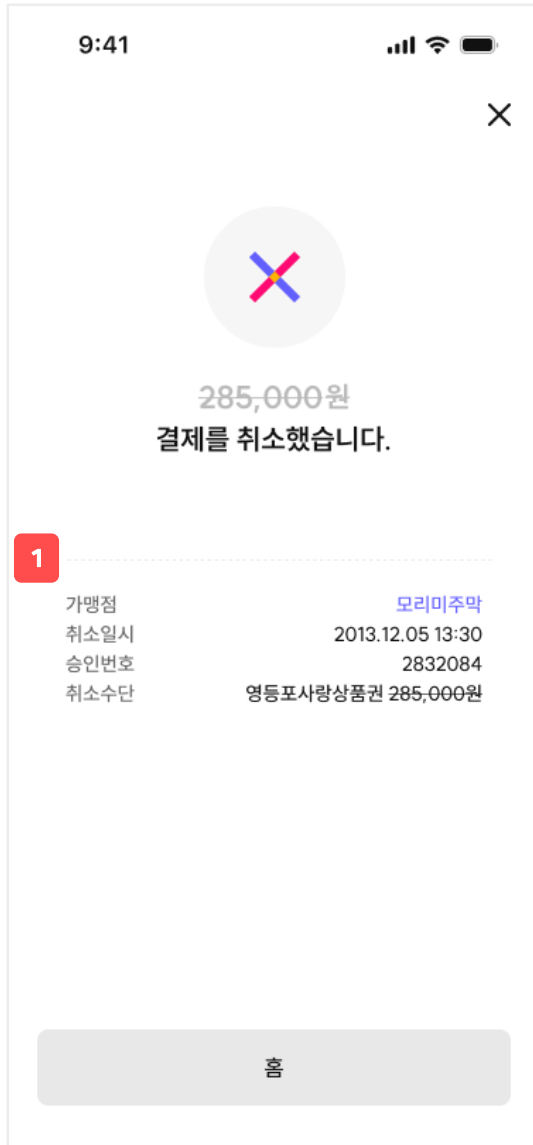 9:41
285,000원
결제를 취소했습니다.
1
가맹점 모리미주막
취소일시 2013.12.05 13:30
승인번호 2832084
취소수단 영등포사랑상품권 285,000원
홈